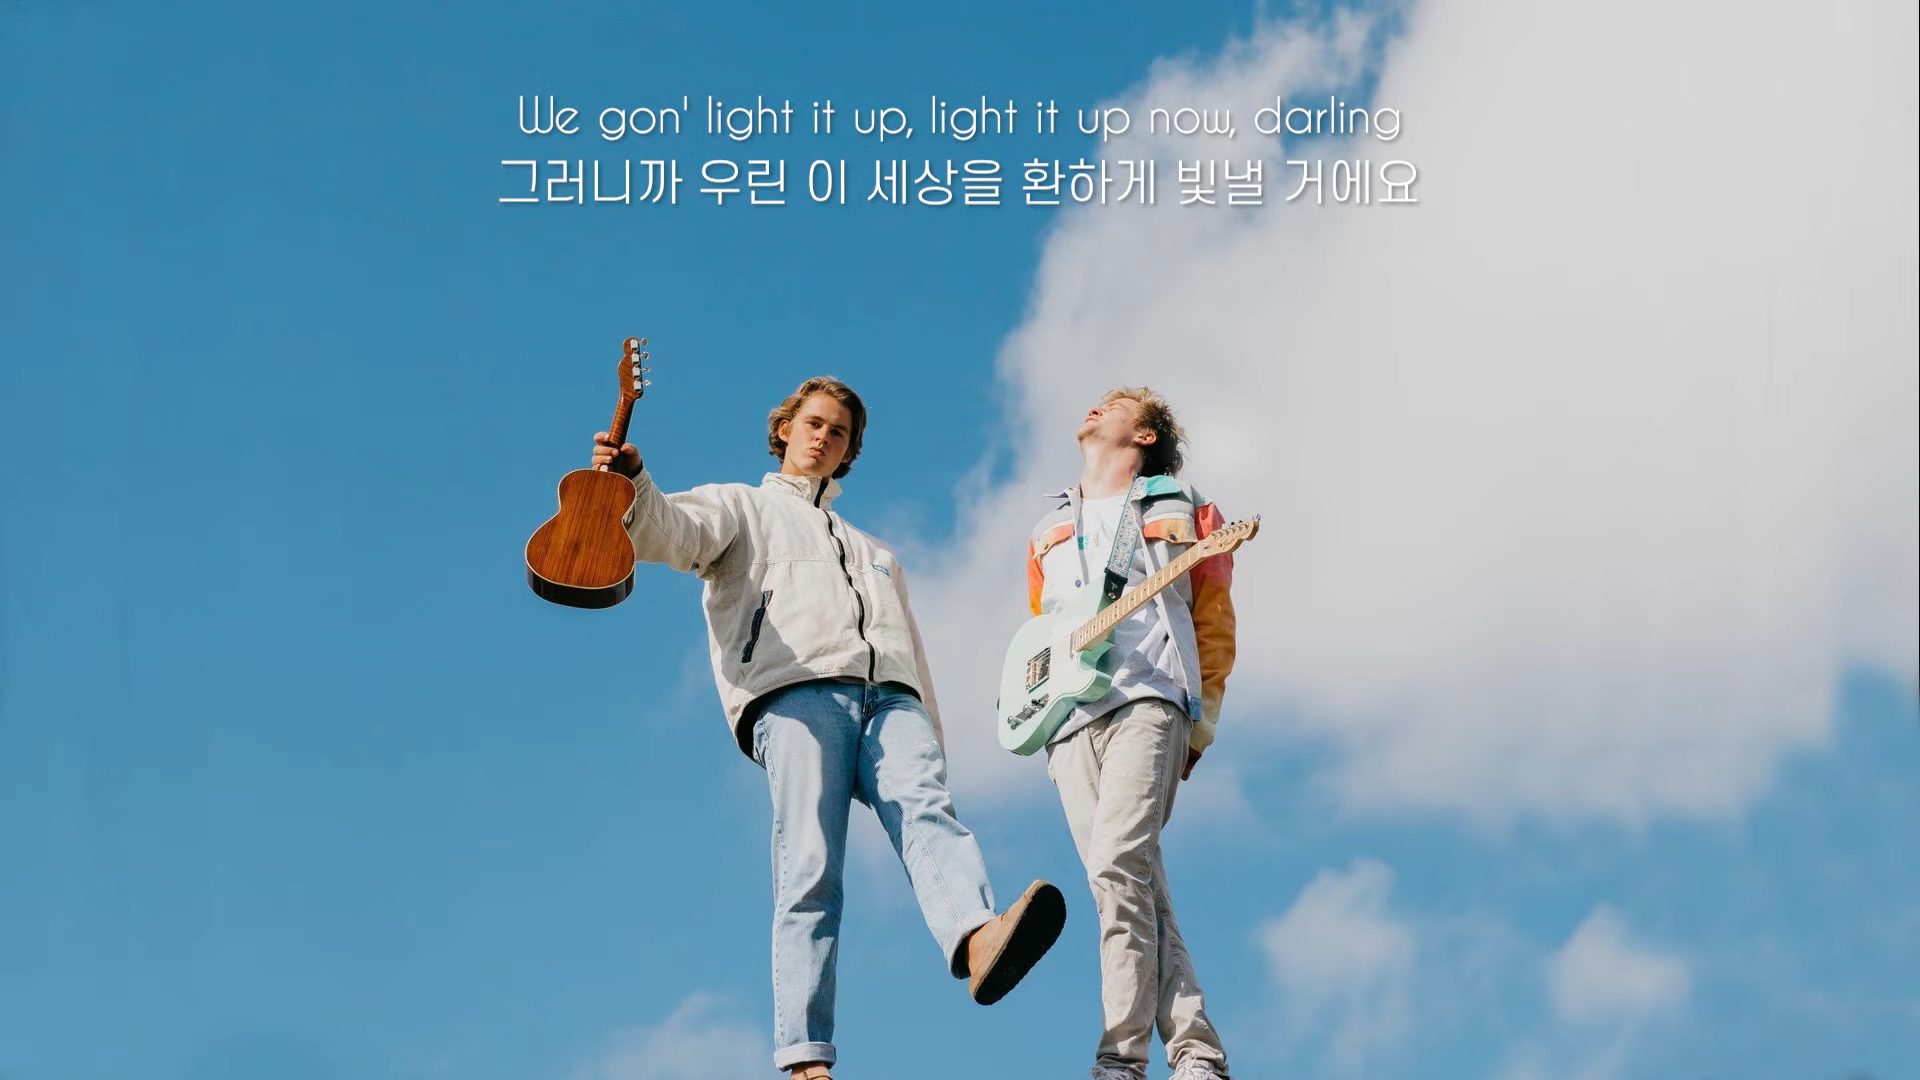 We gon' light it up, light it up now, darling
그러니까 우린 이 세상을 환하게 빛낼 거에요